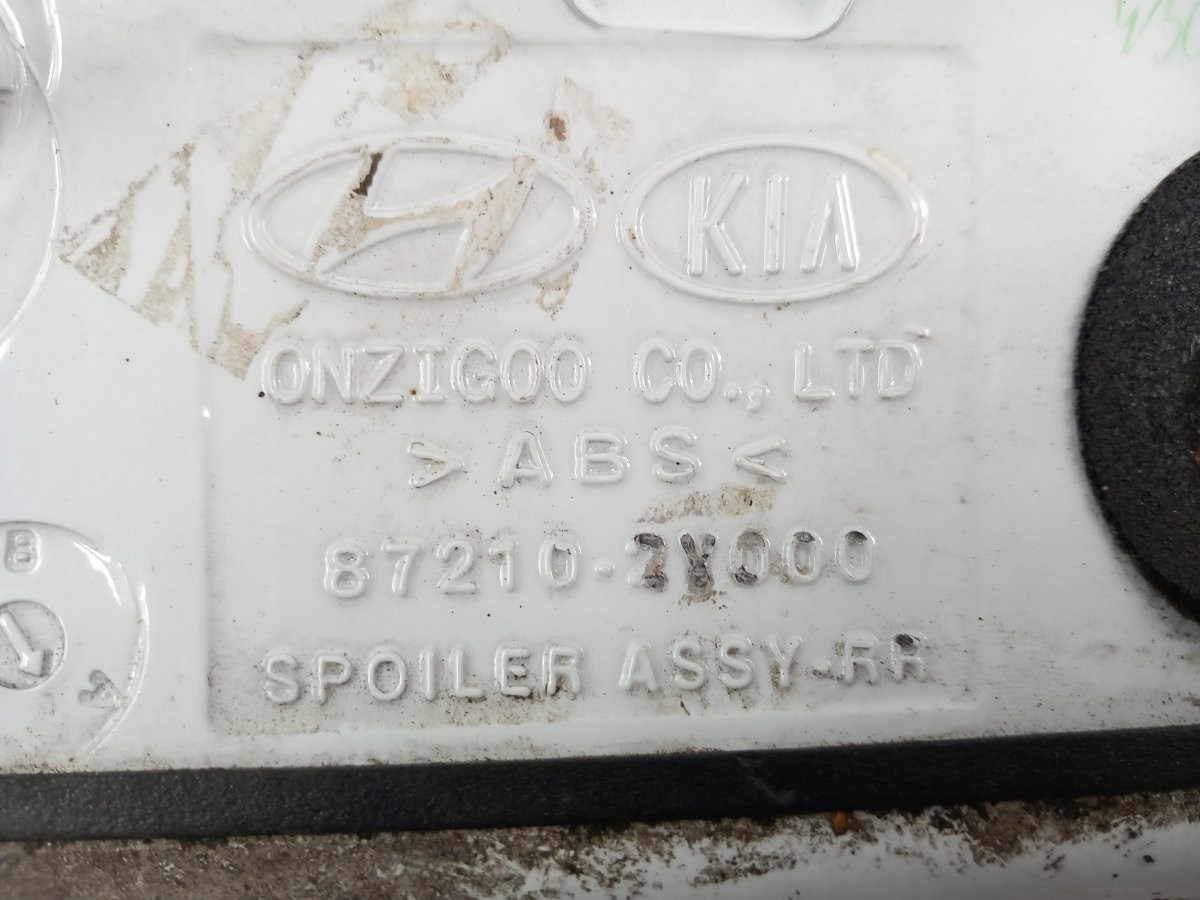 KIA
ONZIGOO CO., LTD
>ABS<
87210-2Y000
SPOILER ASSY-RR
B
A